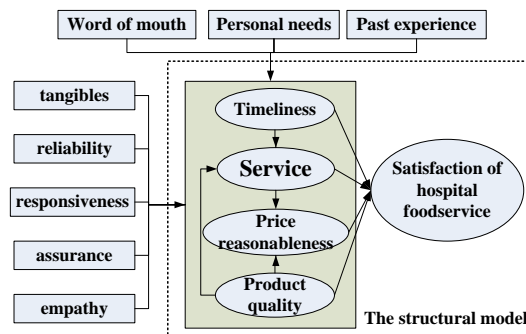 Word of mouth
Personal needs
Past experience
tangibles
reliability
responsiveness
assurance
empathy
Timeliness
Service
Price
reasonableness
Product
quality
Satisfaction of
hospital
foodservice
The structural model